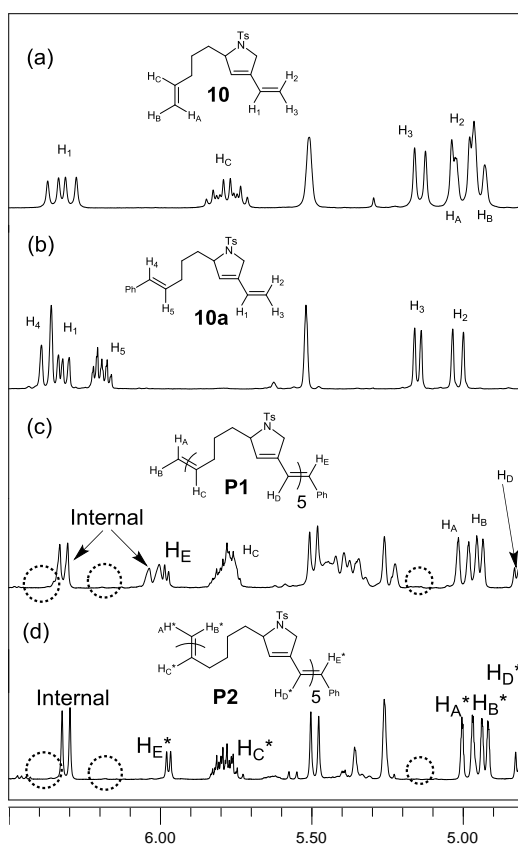 (a)
Ts
N
H_C
H_B
H_A
10
H_1
H_2
H_3
H_1
H_C
H_3
H_2
H_A
H_B
(b)
Ts
N
H_4
Ph
H_5
10a
H_1
H_2
H_3
H_4
H_1
H_5
H_3
H_2
(c)
Ts
N
H_A
H_B
H_C
P1
H_D
H_E
Ph
5
Internal
H_E
H_C
H_A
H_B
H_D
(d)
Ts
N
_AH*
H_B*
H_C*
P2
H_D*
H_E*
Ph
5
Internal
H_E*
H_C*
H_A*
H_B*
H_D*
6.00 5.50 5.00